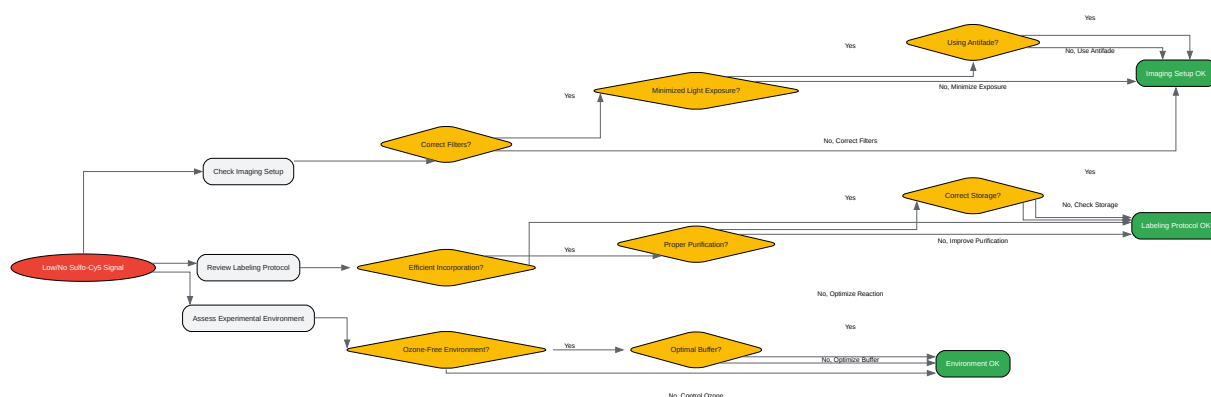 Yes
Using Antifade?
Yes
No, Use Antifade
Imaging Setup OK
Minimized Light Exposure?
No, Minimize Exposure
Yes
Correct Filters?
No, Correct Filters
Check Imaging Setup
Yes
Correct Storage?
Yes
No, Check Storage
Labeling Protocol OK
Proper Purification?
No, Improve Purification
Yes
Low/No Sulfo-Cy5 Signal
Review Labeling Protocol
Efficient Incorporation?
No, Optimize Reaction
Assess Experimental Environment
Yes
Ozone-Free Environment?
Yes
Optimal Buffer?
No, Optimize Buffer
Environment OK
No, Control Ozone